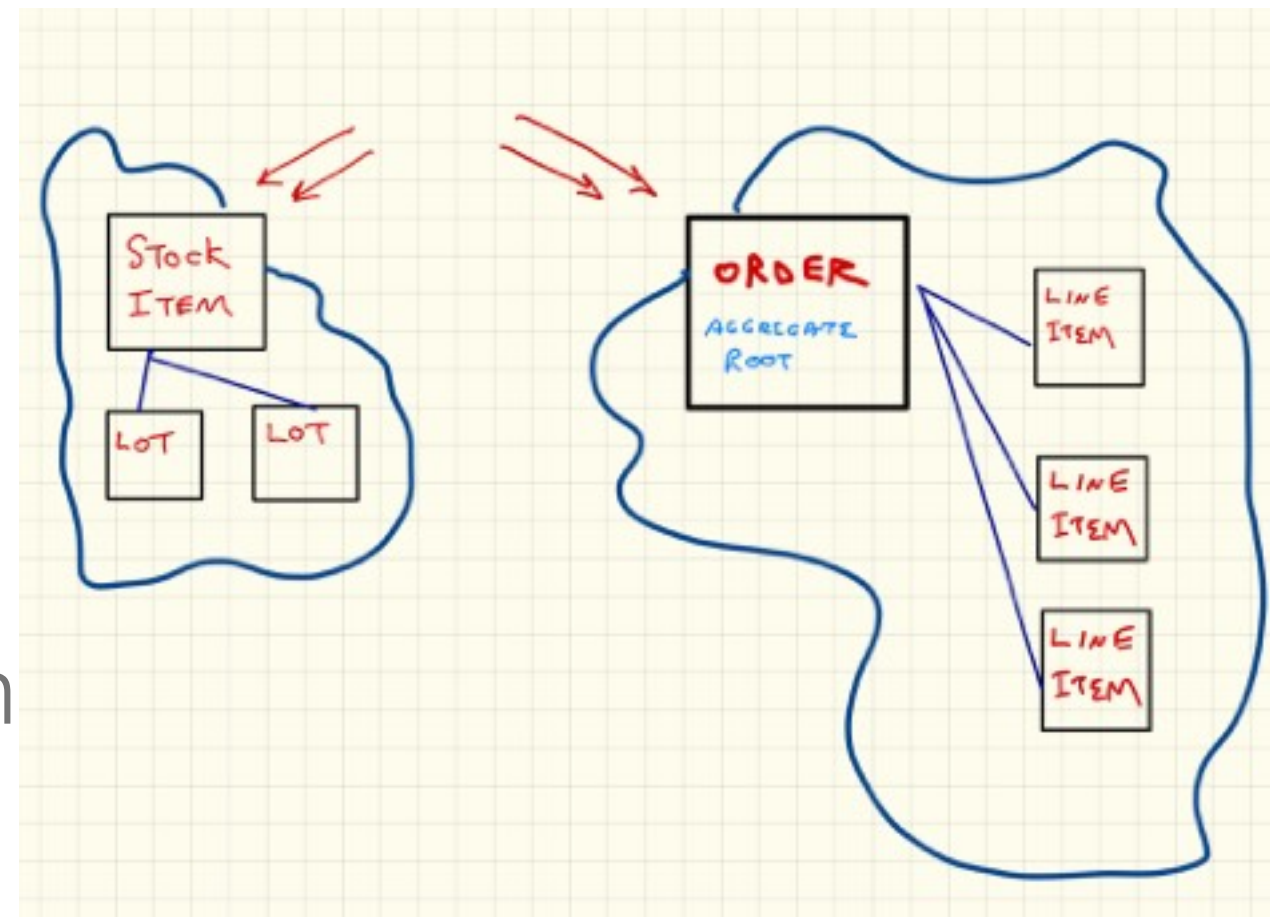 STOCK
ITEM
LOT
LOT
ORDER
AGGREGATE
ROOT
LINE
ITEM
LINE
ITEM
LINE
ITEM
n